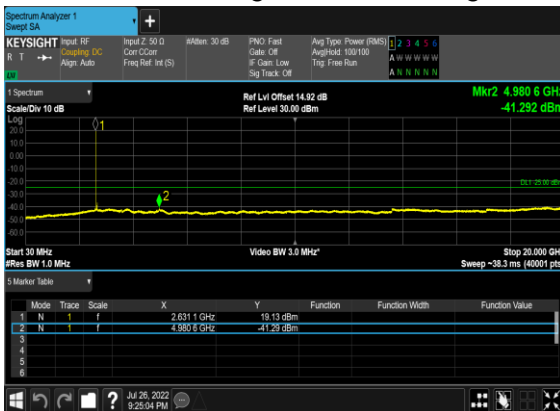 Spectrum Analyzer 1
Swept SA
+
KEYSIGHT Input: RF Input Z: 50 Ω #Atten: 30 dB PNO: Fast Avg Type: Power (RMS) 1 2 3 4 5 6
R T Coupling: DC Corr CCorr Gate: Off Avg|Hold: 100/100 A W W W W W
Align: Auto Freq Ref: Int (S) IF Gain: Low Trig: Free Run
Sig Track: Off A N N N N N
1 Spectrum Ref Lvl Offset 14.92 dB Mkr2 4.980 6 GHz
Scale/Div 10 dB Ref Level 30.00 dBm -41.292 dBm
Log
20.0
10.0
0.00
-10.0
-20.0
-30.0
-40.0
-50.0
-60.0
1
2
DL1 -25.00 dBm
Start 30 MHz Video BW 3.0 MHz* Stop 20.000 GHz
#Res BW 1.0 MHz Sweep ~38.3 ms (40001 pts)
5 Marker Table
Mode Trace Scale X Y Function Function Width Function Value
1 N 1 f 2.631 1 GHz 19.13 dBm
2 N 1 f 4.980 6 GHz -41.29 dBm
3
4
5
6
? Jul 26, 2022
9:25:04 PM